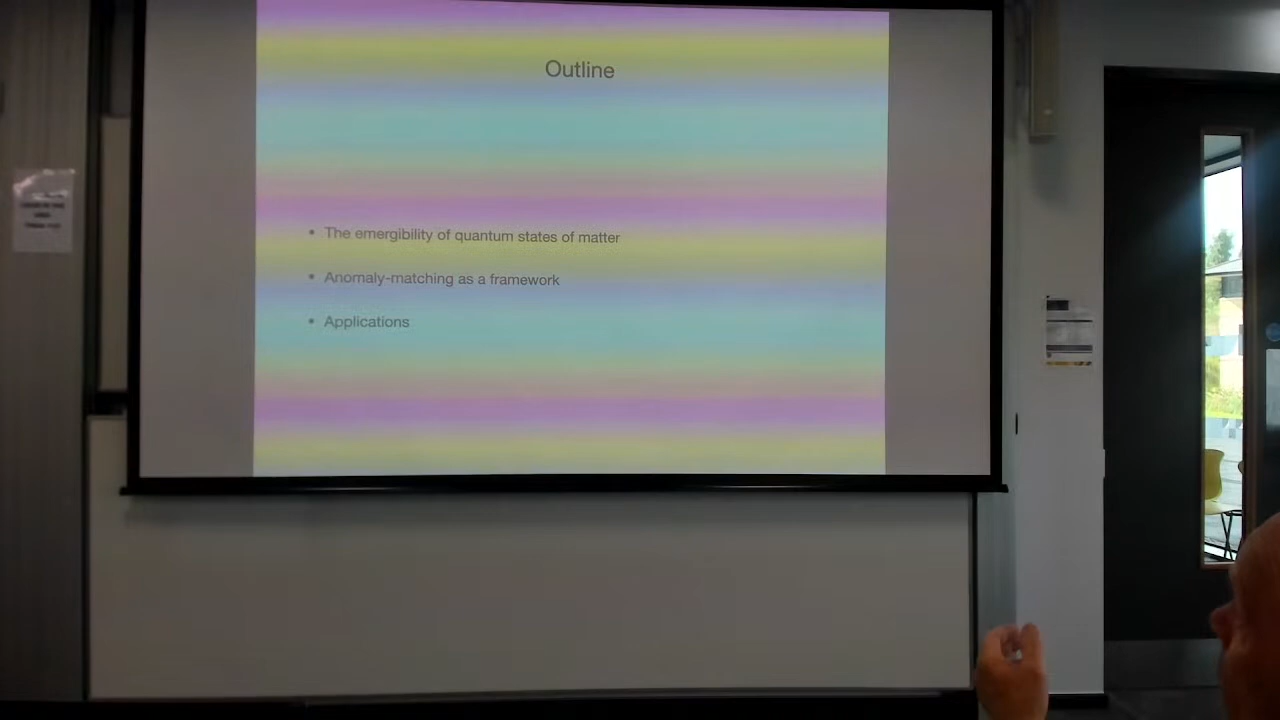 Outline
• The emergibility of quantum states of matter
• Anomaly-matching as a framework
• Applications